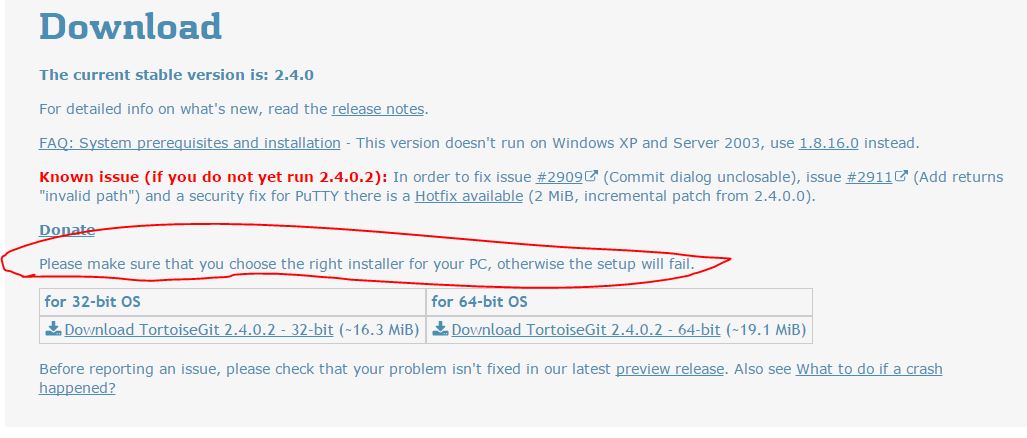 Download
The current stable version is: 2.4.0
For detailed info on what's new, read the release notes.
FAQ: System prerequisites and installation - This version doesn't run on Windows XP and Server 2003, use 1.8.16.0 instead.
Known issue (if you do not yet run 2.4.0.2): In order to fix issue #2909 (Commit dialog unclosable), issue #2911 (Add returns
"invalid path") and a security fix for PuTTY there is a Hotfix available (2 MiB, incremental patch from 2.4.0.0).
Donate
Please make sure that you choose the right installer for your PC, otherwise the setup will fail.
for 32-bit OS for 64-bit OS
Download TortoiseGit 2.4.0.2 - 32-bit (~16.3 MiB) Download TortoiseGit 2.4.0.2 - 64-bit (~19.1 MiB)
Before reporting an issue, please check that your problem isn't fixed in our latest preview release. Also see What to do if a crash
happened?